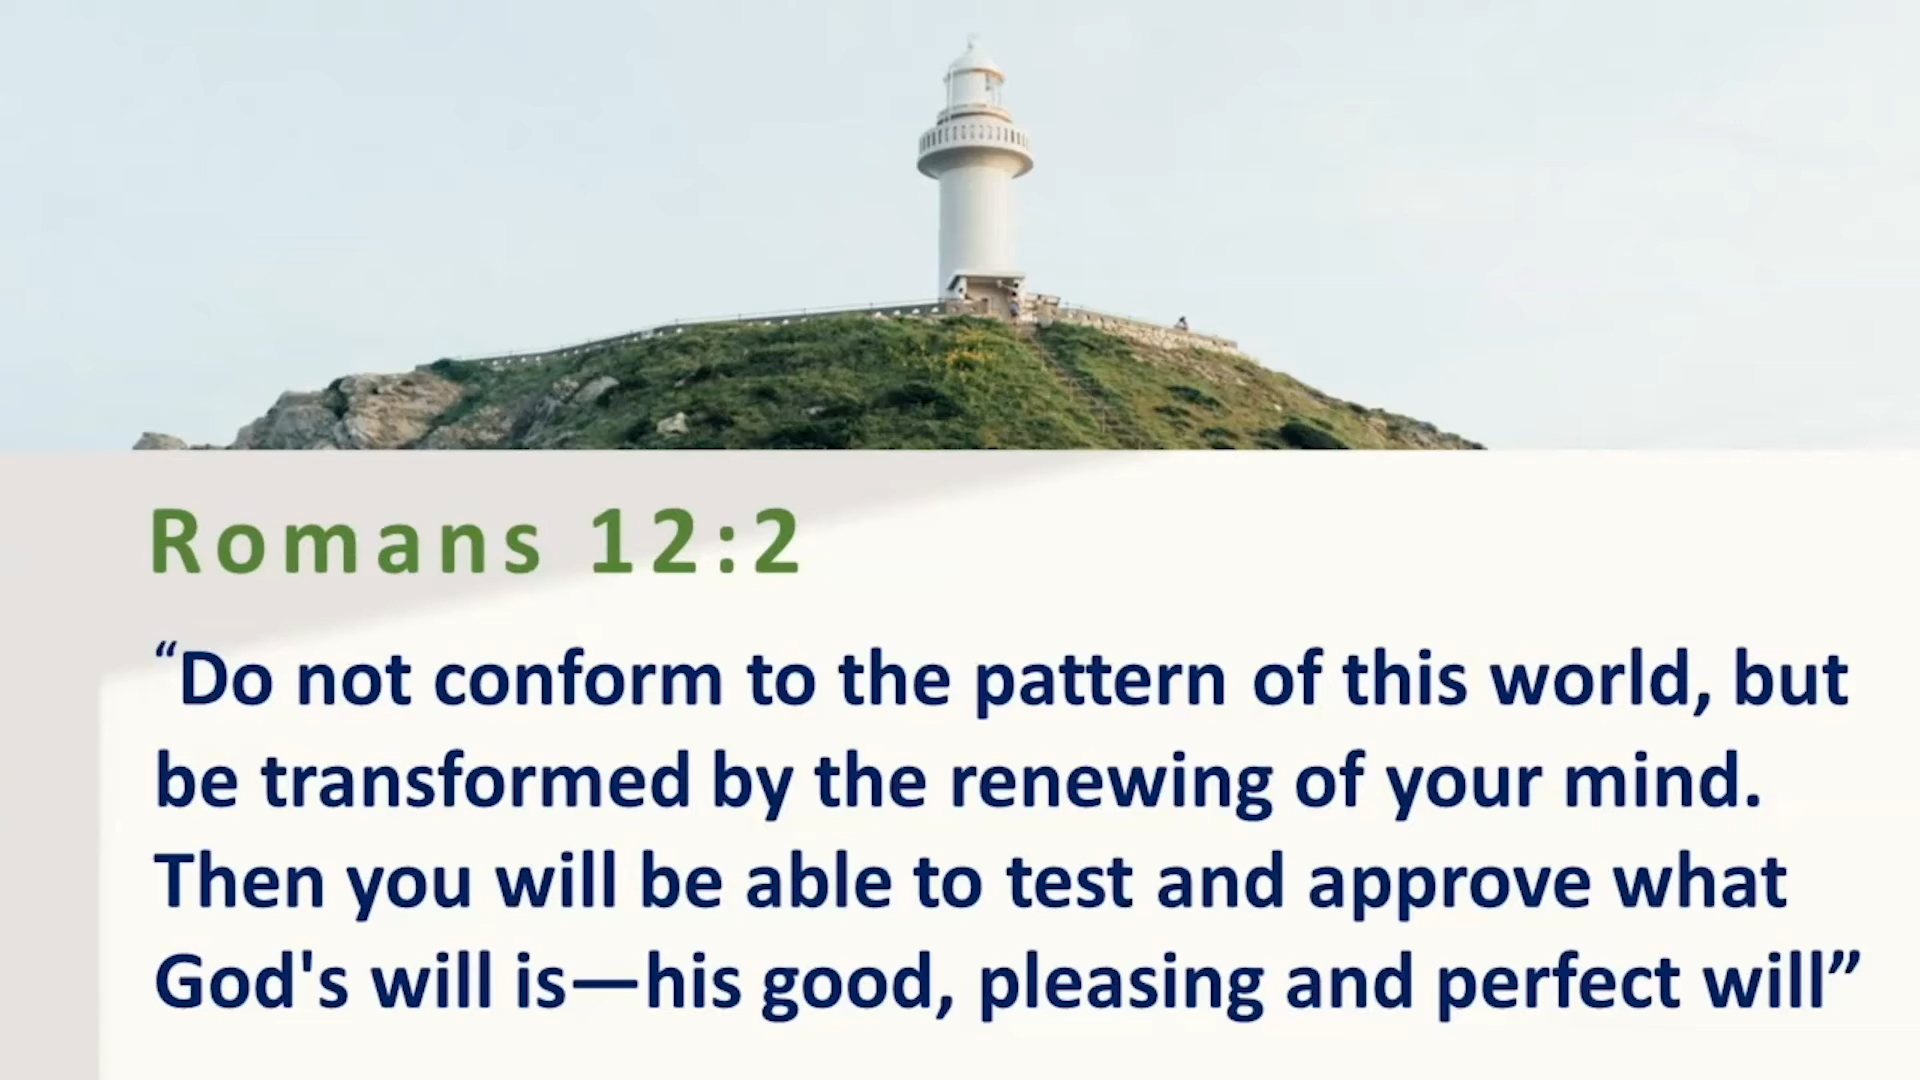 Romans 12:2
“Do not conform to the pattern of this world, but
be transformed by the renewing of your mind.
Then you will be able to test and approve what
God's will is—his good, pleasing and perfect will”